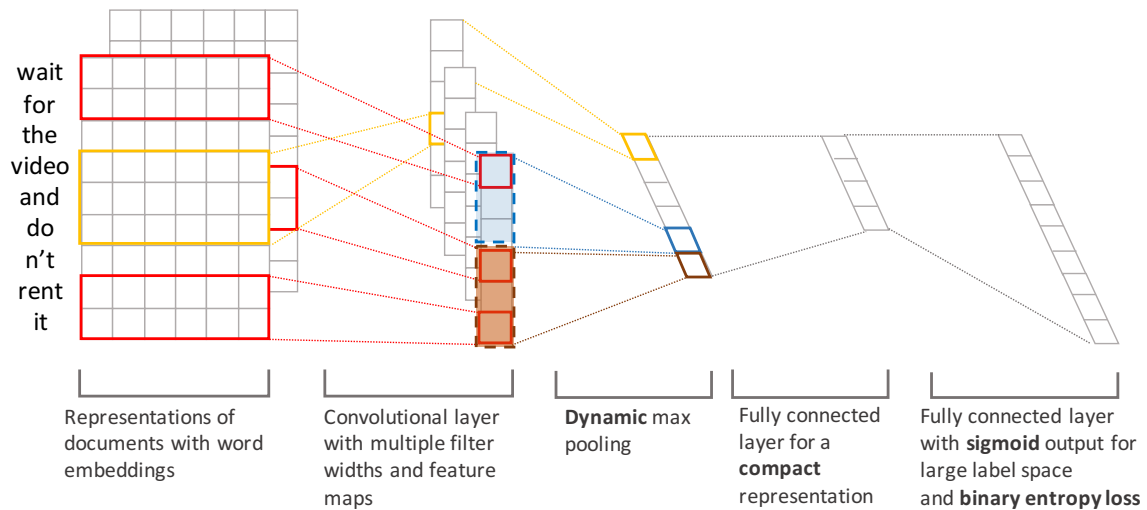 wait
for
the
video
and
do
n't
rent
it
Representations of
documents with word
embeddings
Convolutional layer
with multiple filter
widths and feature
maps
Dynamic max
pooling
Fully connected
layer for a
compact
representation
Fully connected layer
with sigmoid output for
large label space
and binary entropy loss